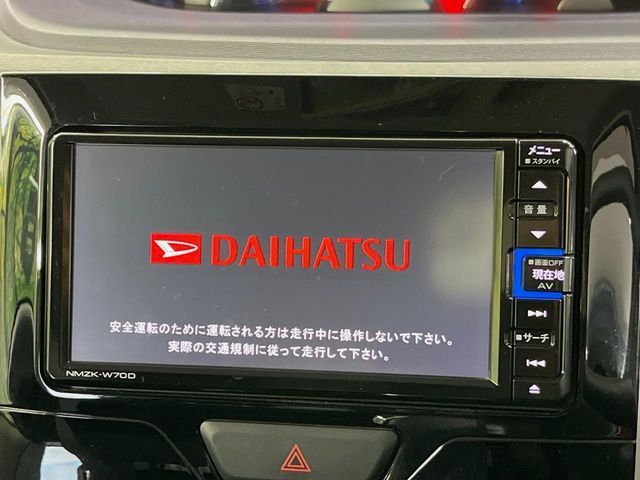 DAIHATSU
安全運転のために運転される方は走行中に操作しないで下さい。
実際の交通規制に従って走行して下さい。
NMZK-W70D
メニュー
スタンバイ
音量
画面OFF
現在地
AV
サーチ